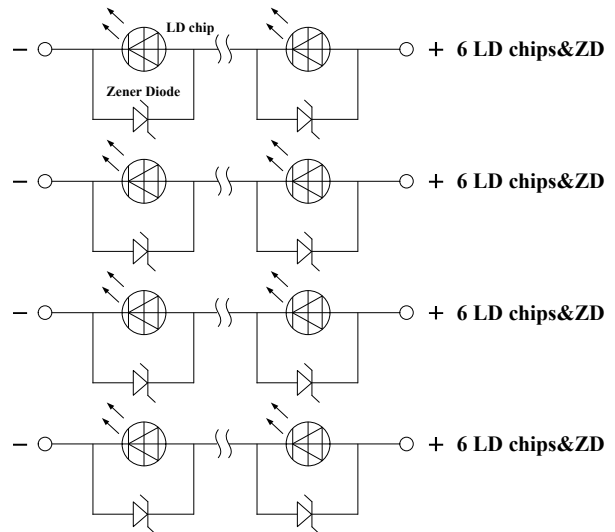 LD chip
− + 6 LD chips&ZD
Zener Diode
− + 6 LD chips&ZD
− + 6 LD chips&ZD
− + 6 LD chips&ZD